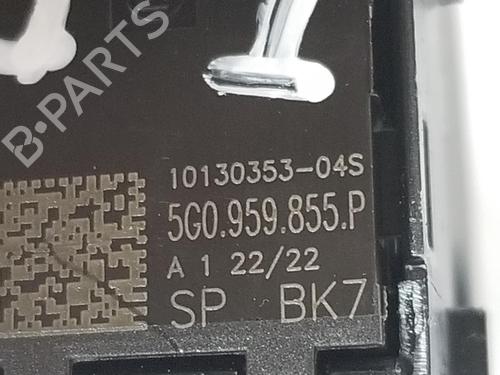 B-PARTS
10130353-04S
5G0.959.855.P
A 1 22/22
SP BK7